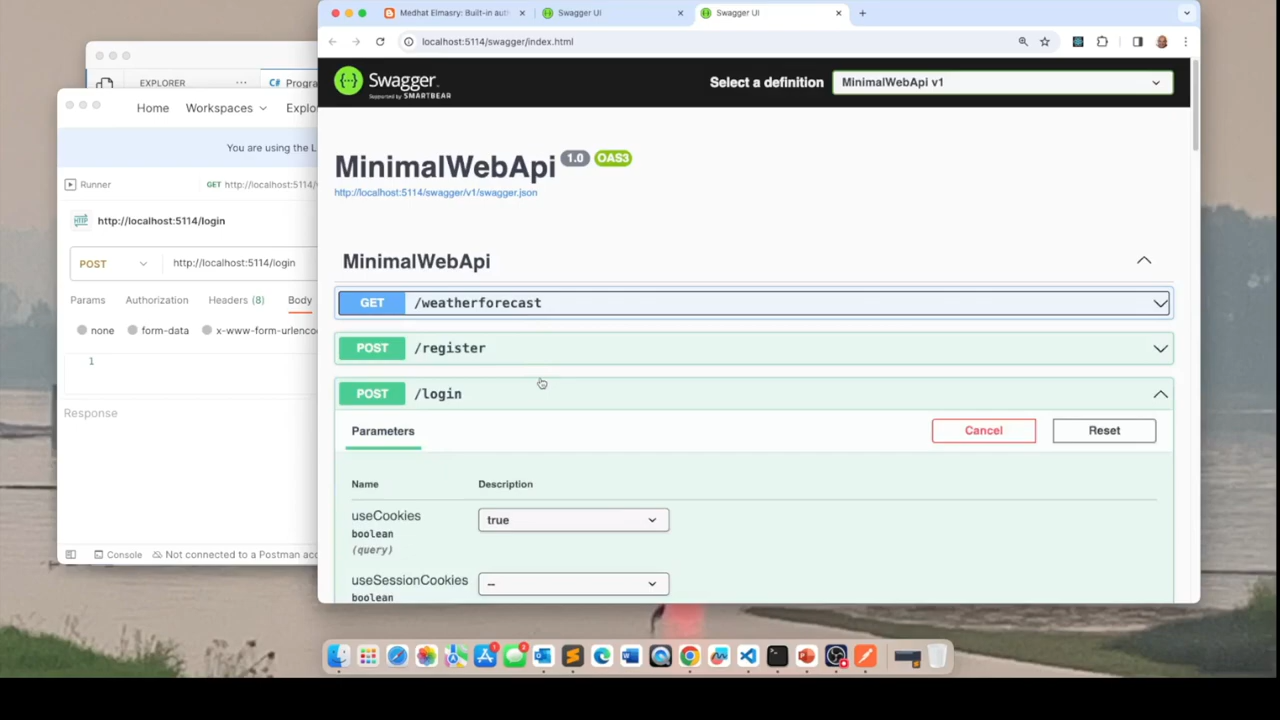 Medhat Elmasry: Built-in aut
Swagger UI
Swagger UI
localhost:5114/swagger/index.html
EXPLORER
C# Progra
Home
Workspaces
Explo
You are using the L
Runner
GET http://localhost:5114/
http://localhost:5114/login
POST
http://localhost:5114/login
Params
Authorization
Headers (8)
Body
none
form-data
x-www-form-urlenco
1
Response
Console
Not connected to a Postman acc
Swagger
Supported by SMARTBEAR
Select a definition
MinimalWebApi v1
MinimalWebApi 1.0 OAS3
http://localhost:5114/swagger/v1/swagger.json
MinimalWebApi
GET /weatherforecast
POST /register
POST /login
Parameters
Cancel
Reset
Name
Description
useCookies
boolean
(query)
true
useSessionCookies
boolean
--